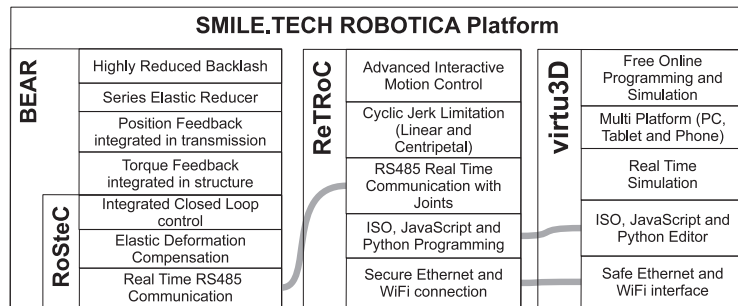 SMILE.TECH ROBOTICA Platform
BEAR
Highly Reduced Backlash
Series Elastic Reducer
Position Feedback
integrated in transmission
Torque Feedback
integrated in structure
RoSteC
Integrated Closed Loop
control
Elastic Deformation
Compensation
Real Time RS485
Communication
ReTRoC
Advanced Interactive
Motion Control
Cyclic Jerk Limitation
(Linear and
Centripetal)
RS485 Real Time
Communication with
Joints
ISO, JavaScript and
Python Programming
Secure Ethernet and
WiFi connection
virtu3D
Free Online
Programming and
Simulation
Multi Platform (PC,
Tablet and Phone)
Real Time
Simulation
ISO, JavaScript and
Python Editor
Safe Ethernet and
WiFi interface